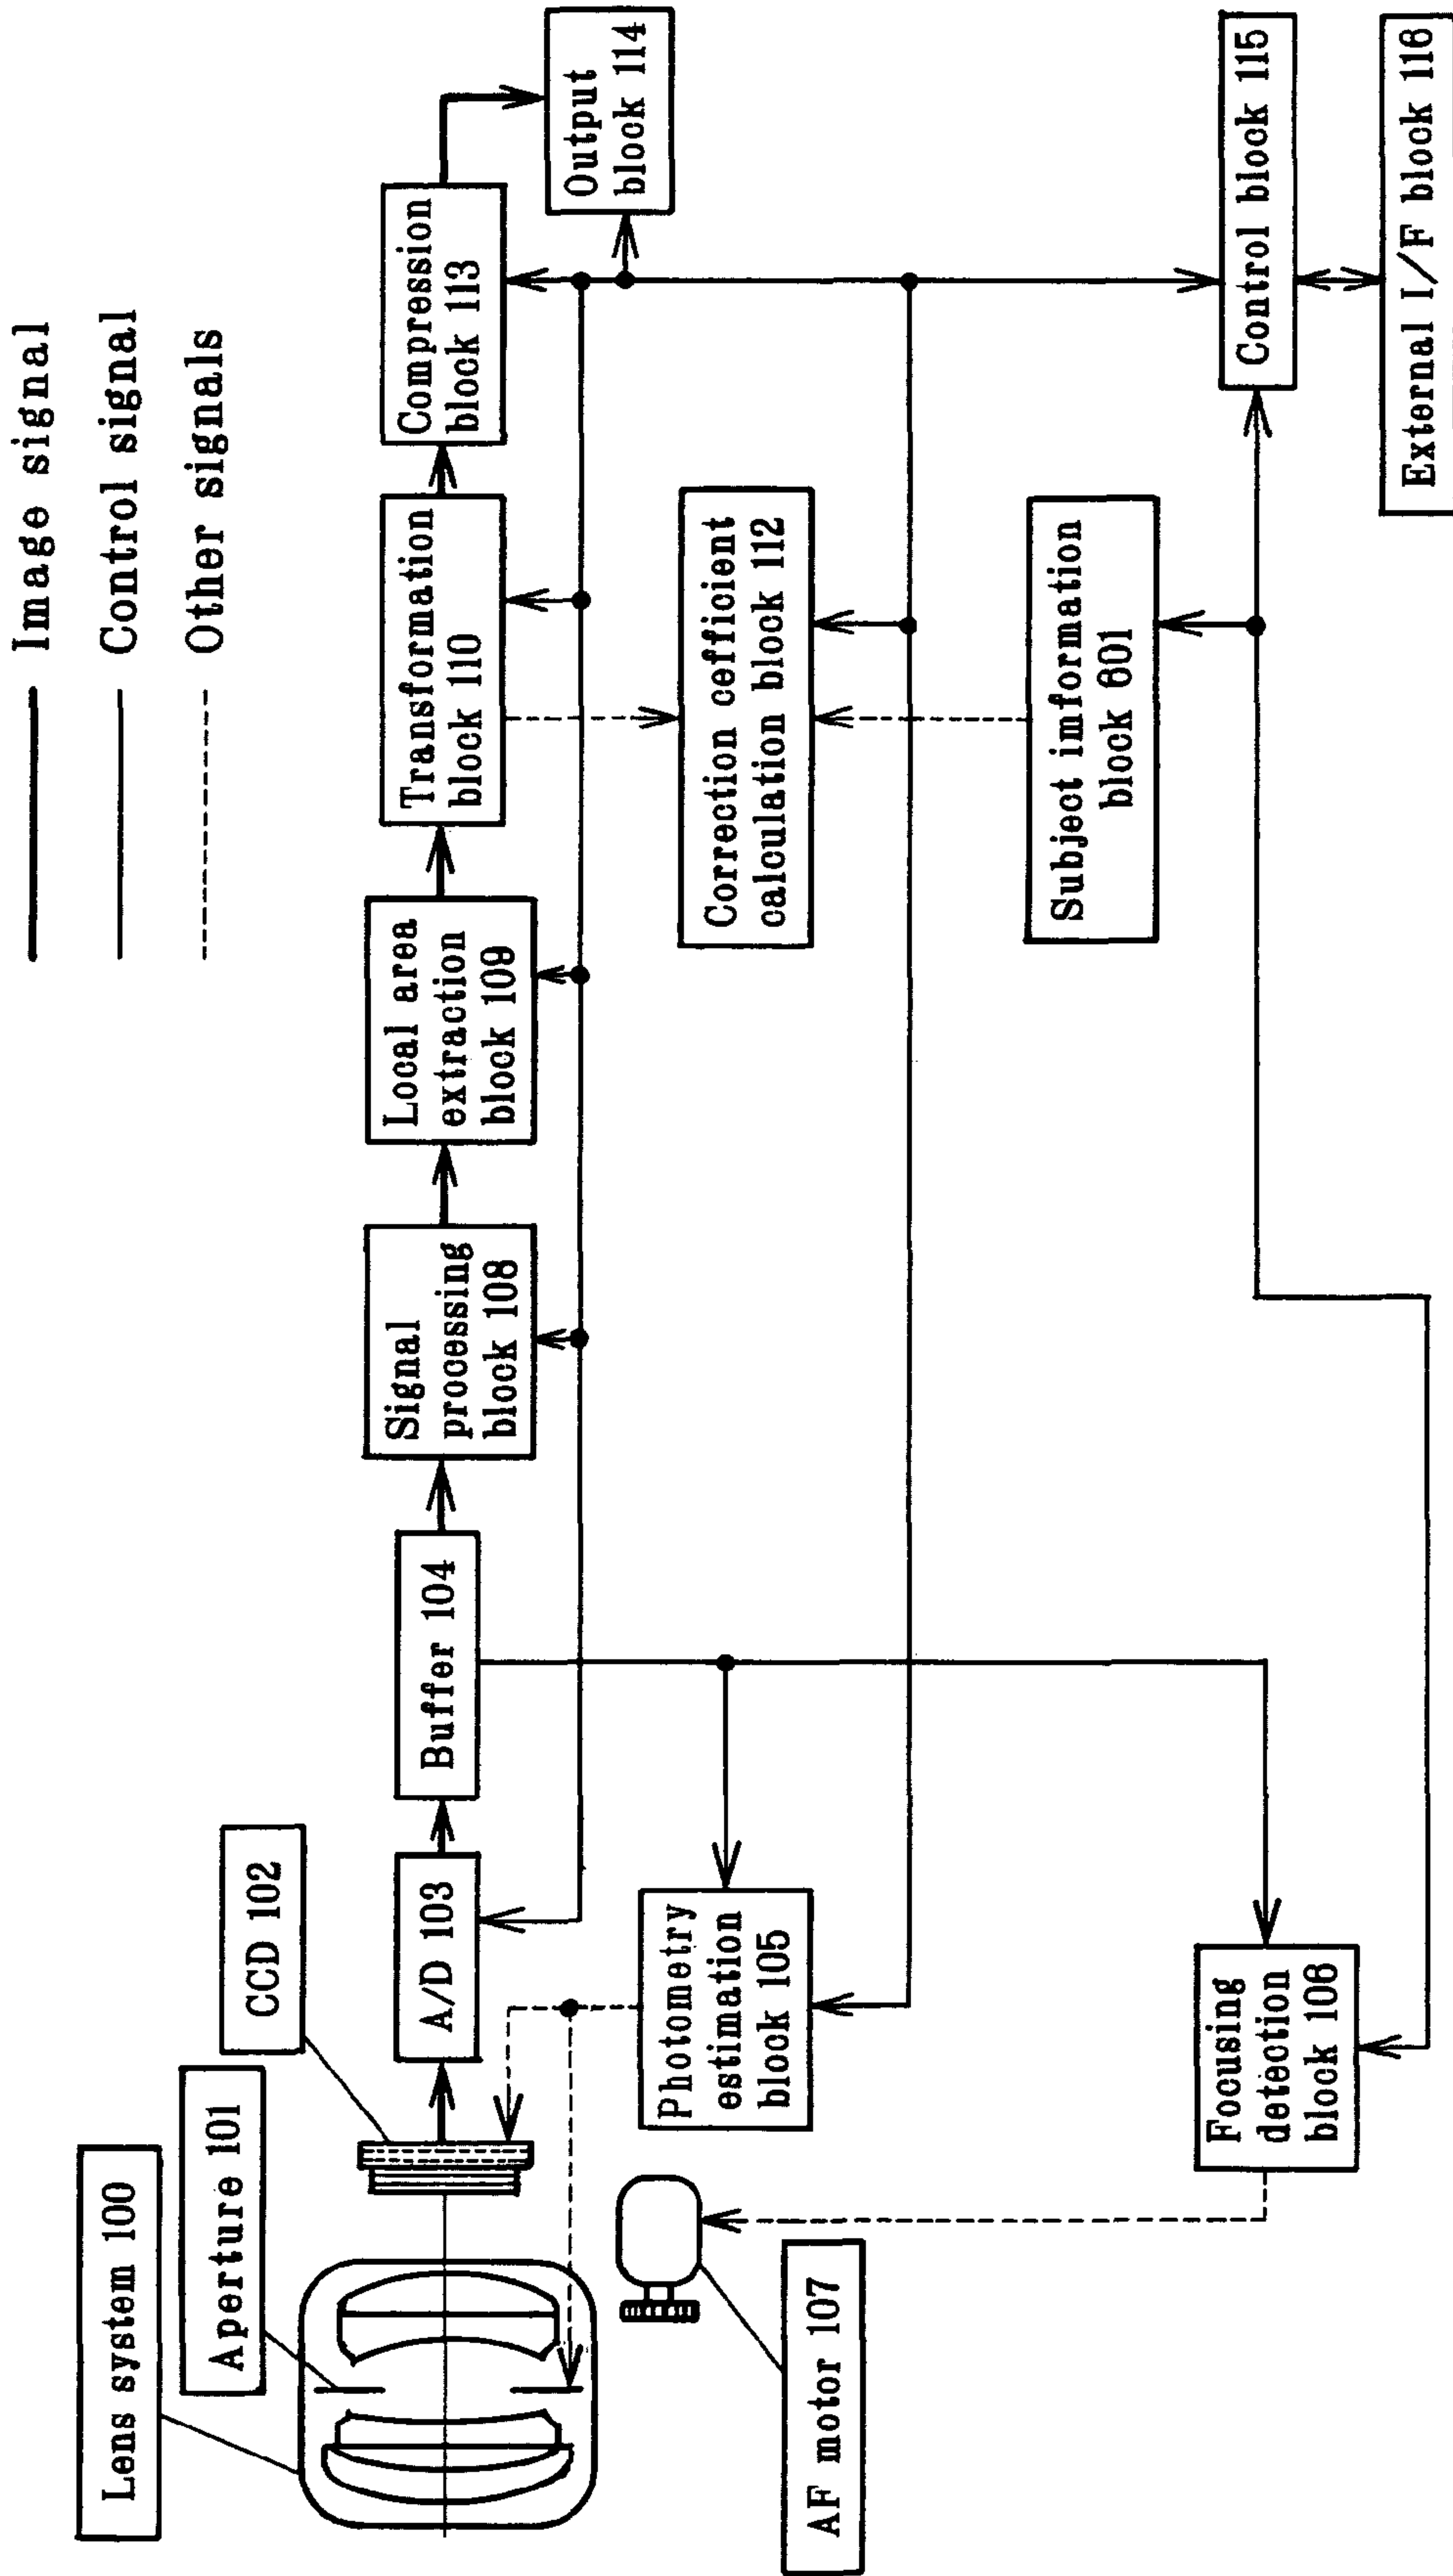 Image signal
Control signal
Other signals
Lens system 100
Aperture 101
CCD 102
A/D 103
Buffer 104
Signal
processing
block 108
Local area
extraction
block 109
Transformation
block 110
Compression
block 113
Output
block 114
Photometry
estimation
block 105
Correction cefficient
calculation block 112
AF motor 107
Focusing
detection
block 106
Subject imformation
block 601
Control block 115
External I/F block 116